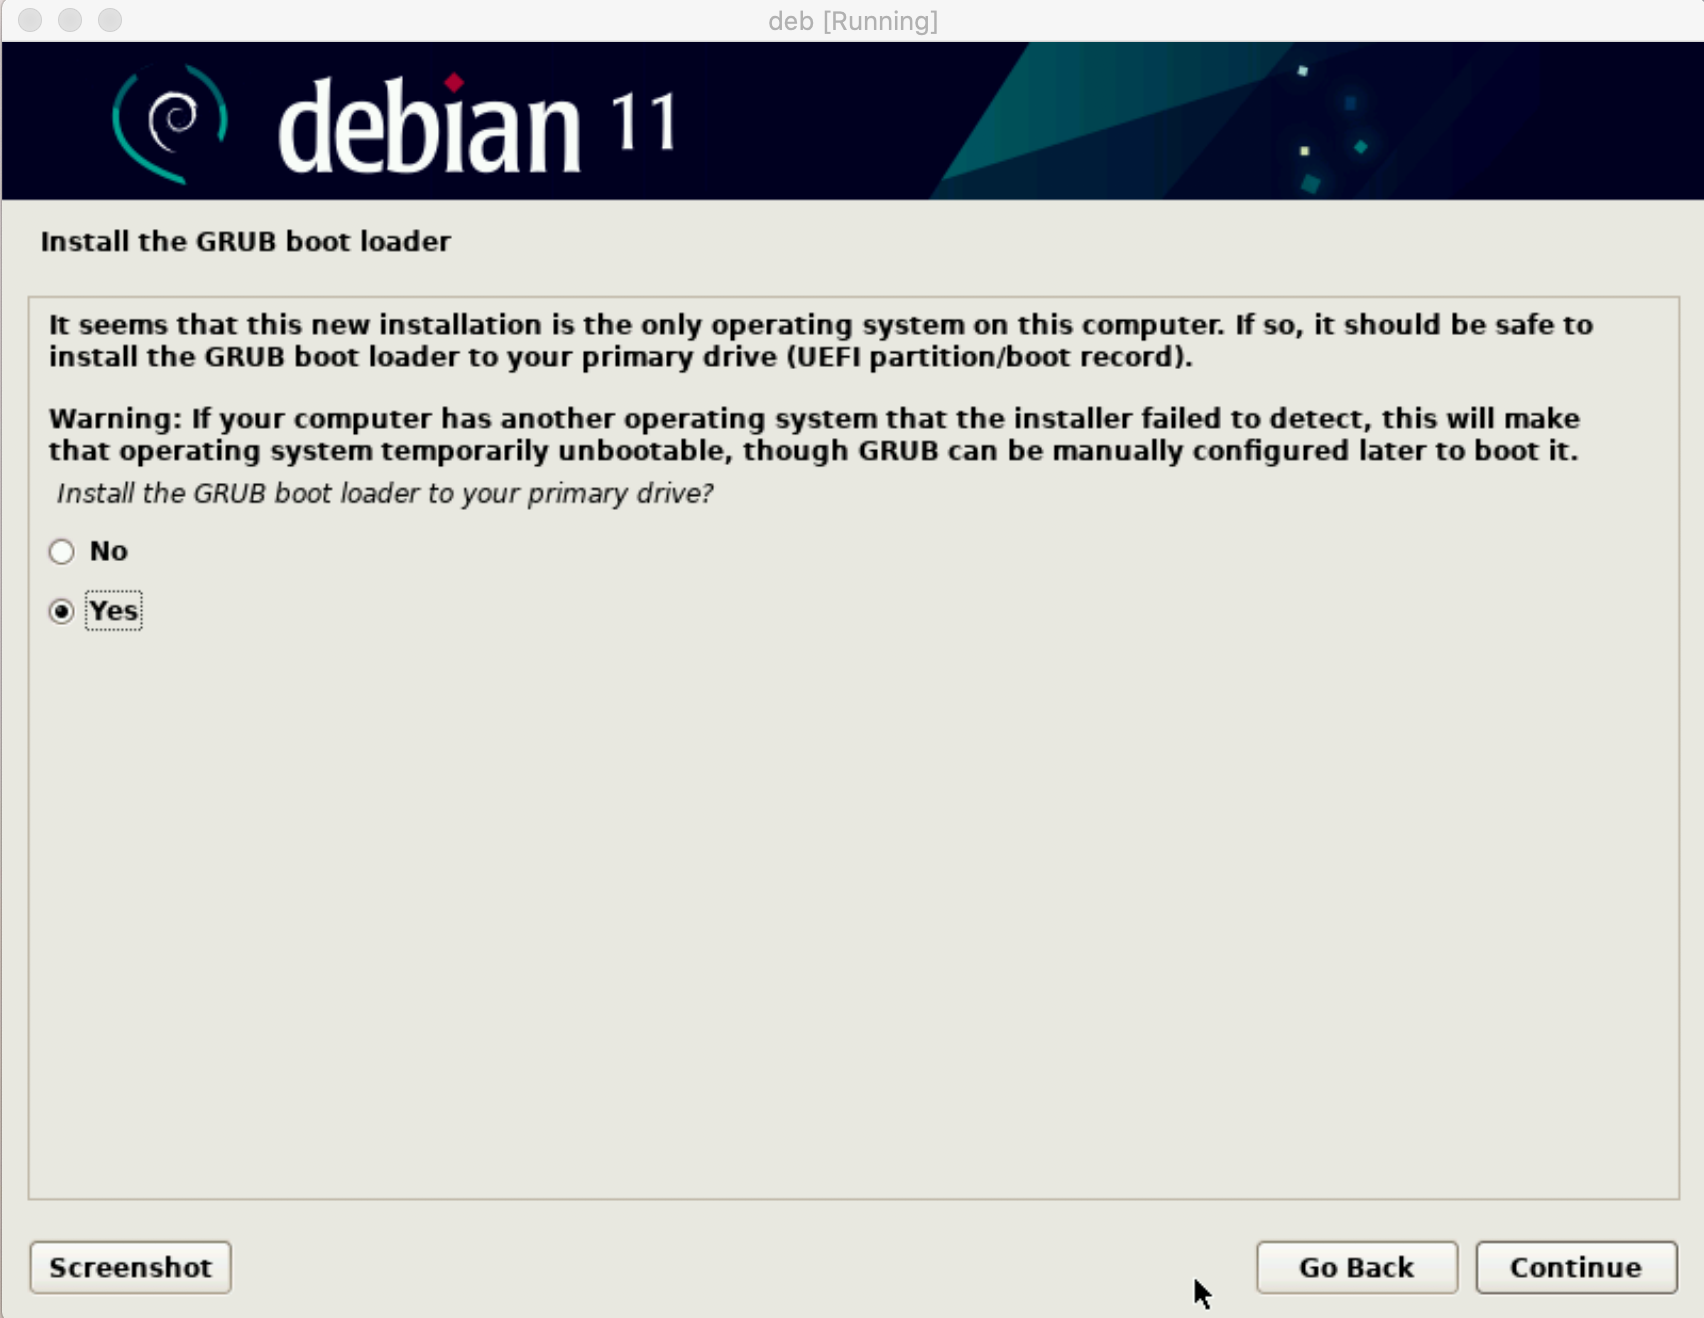 deb [Running]
debian 11
Install the GRUB boot loader
It seems that this new installation is the only operating system on this computer. If so, it should be safe to
install the GRUB boot loader to your primary drive (UEFI partition/boot record).
Warning: If your computer has another operating system that the installer failed to detect, this will make
that operating system temporarily unbootable, though GRUB can be manually configured later to boot it.
Install the GRUB boot loader to your primary drive?
No
Yes
Screenshot
Go Back
Continue